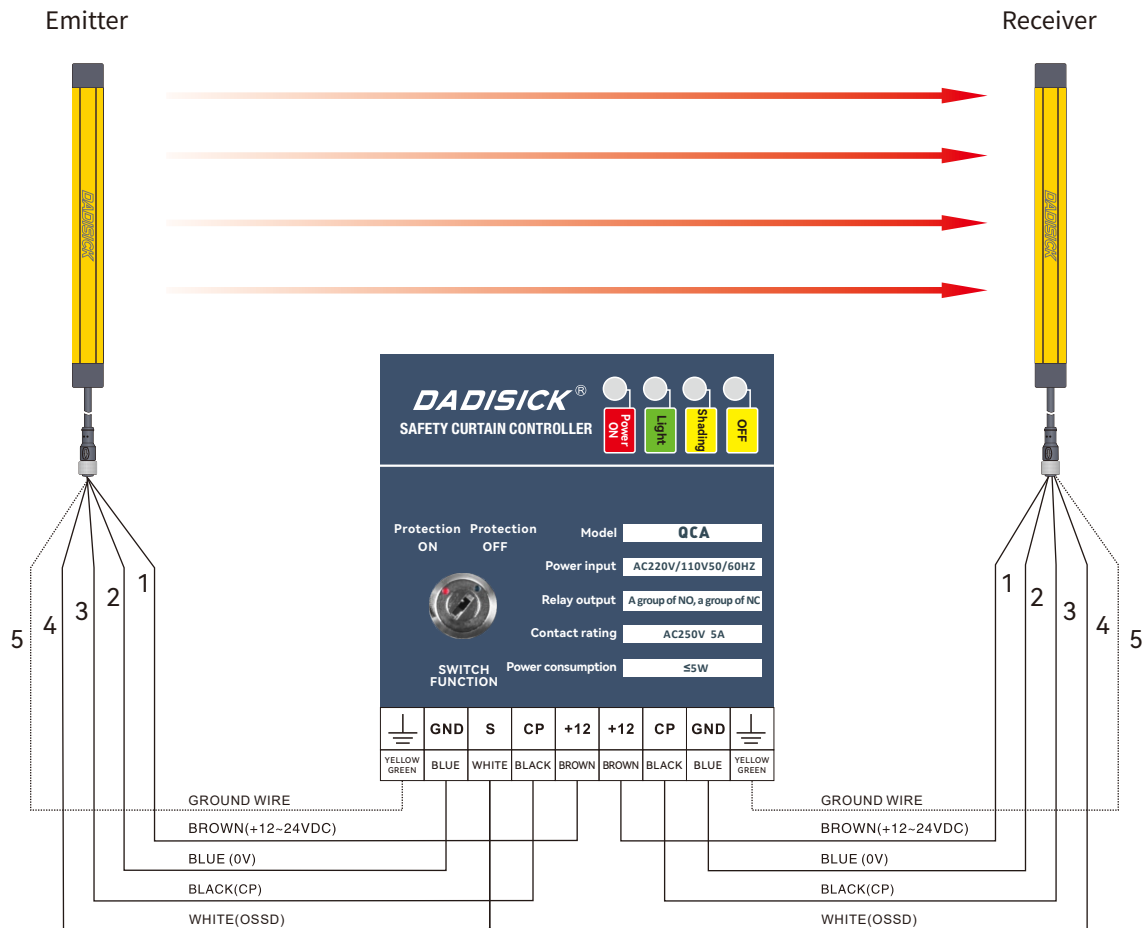 Emitter
Receiver
DADISICK
DADISICK
DADISICK®
SAFETY CURTAIN CONTROLLER
Power ON
Light
Shading
OFF
Protection ON
Protection OFF
SWITCH FUNCTION
Model QCA
Power input AC220V/110V50/60HZ
Relay output A group of NO, a group of NC
Contact rating AC250V 5A
Power consumption ≤5W
5 4 3 2 1
1 2 3 4 5
GND S CP +12 +12 CP GND
YELLOW GREEN BLUE WHITE BLACK BROWN BROWN BLACK BLUE YELLOW GREEN
GROUND WIRE
BROWN(+12~24VDC)
BLUE (0V)
BLACK(CP)
WHITE(OSSD)
GROUND WIRE
BROWN(+12~24VDC)
BLUE (0V)
BLACK(CP)
WHITE(OSSD)